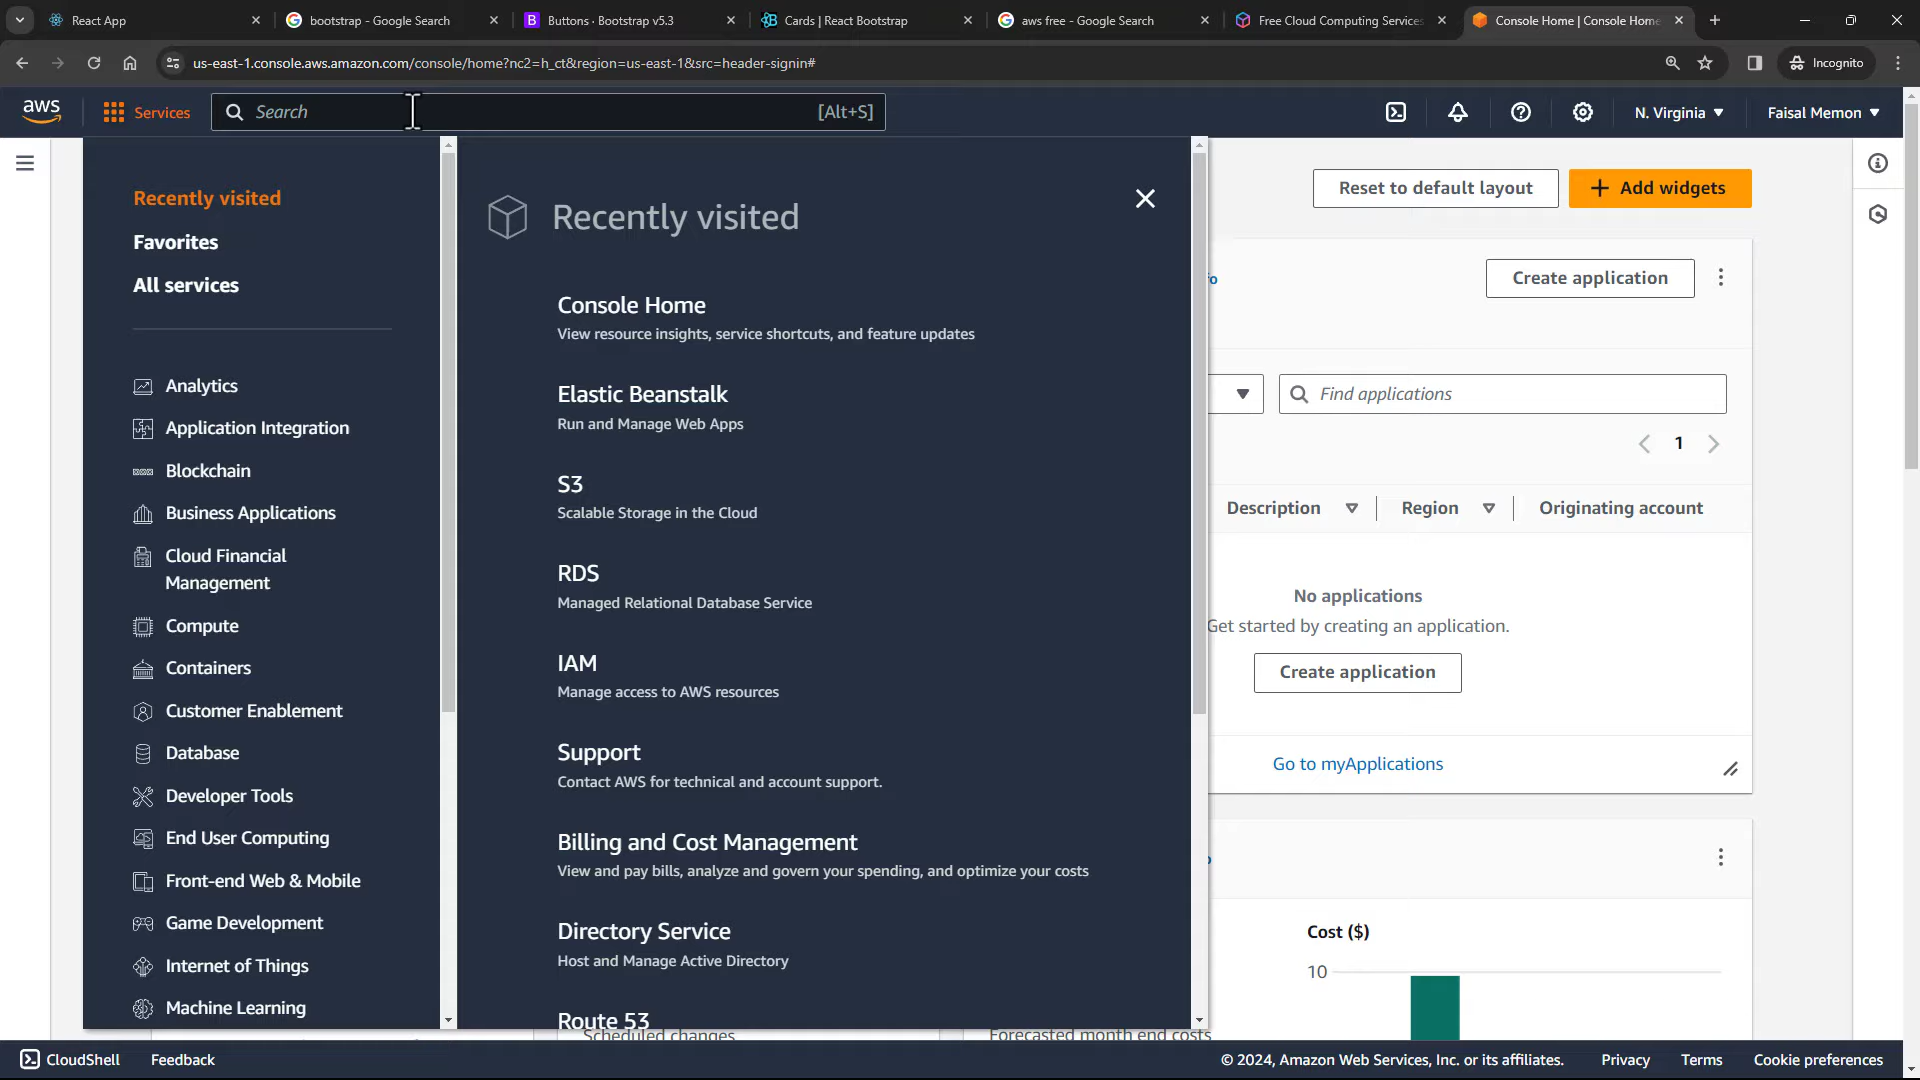 React App
bootstrap - Google Search
Buttons · Bootstrap v5.3
Cards | React Bootstrap
aws free - Google Search
Free Cloud Computing Services
Console Home | Console Home
us-east-1.console.aws.amazon.com/console/home?nc2=h_ct&region=us-east-1&src=header-signin#
Incognito
aws
Services
Search
[Alt+S]
N. Virginia
Faisal Memon
Recently visited
Favorites
All services
Analytics
Application Integration
Blockchain
Business Applications
Cloud Financial
Management
Compute
Containers
Customer Enablement
Database
Developer Tools
End User Computing
Front-end Web & Mobile
Game Development
Internet of Things
Machine Learning
Recently visited
Console Home
View resource insights, service shortcuts, and feature updates
Elastic Beanstalk
Run and Manage Web Apps
S3
Scalable Storage in the Cloud
RDS
Managed Relational Database Service
IAM
Manage access to AWS resources
Support
Contact AWS for technical and account support.
Billing and Cost Management
View and pay bills, analyze and govern your spending, and optimize your costs
Directory Service
Host and Manage Active Directory
Route 53
Reset to default layout
Add widgets
Create application
Find applications
1
Description
Region
Originating account
No applications
Get started by creating an application.
Create application
Go to myApplications
Cost ($)
10
Scheduled changes
Forecasted month end costs
CloudShell
Feedback
© 2024, Amazon Web Services, Inc. or its affiliates.
Privacy
Terms
Cookie preferences